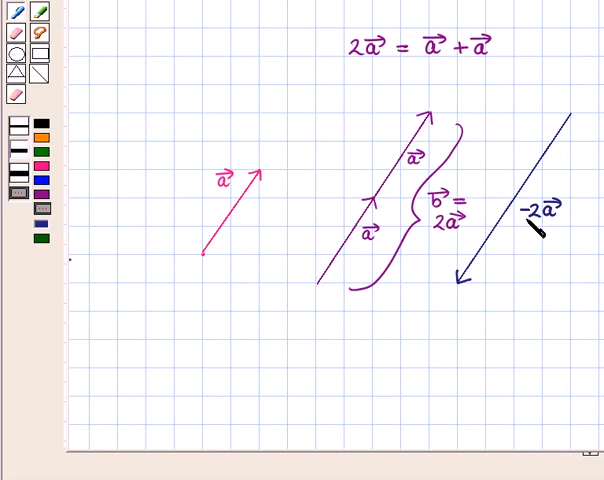 2a⃗ = a⃗ + a⃗
a⃗
a⃗
a⃗
b⃗ =
2a⃗
-2a⃗